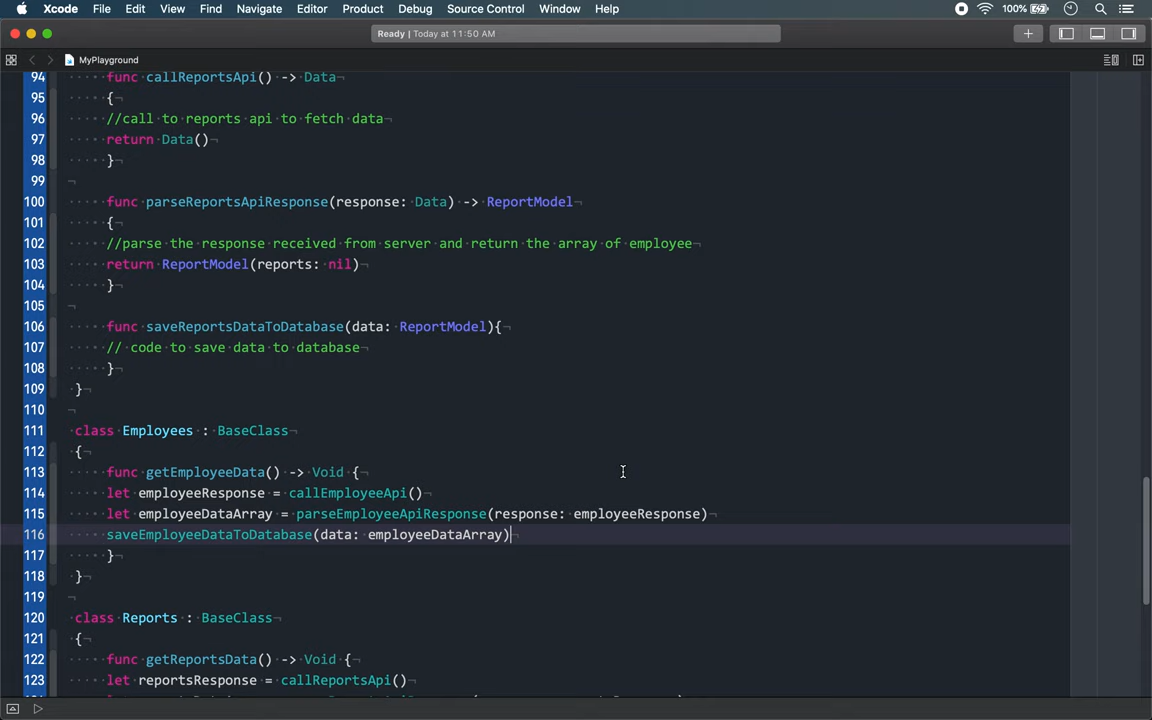 Xcode File Edit View Find Navigate Editor Product Debug Source Control Window Help 100%
Ready | Today at 11:50 AM
MyPlayground
94 func callReportsApi() -> Data
95 {
96 //call to reports api to fetch data
97 return Data()
98 }
99
100 func parseReportsApiResponse(response: Data) -> ReportModel
101 {
102 //parse the response received from server and return the array of employee
103 return ReportModel(reports: nil)
104 }
105
106 func saveReportsDataToDatabase(data: ReportModel){
107 // code to save data to database
108 }
109 }
110
111 class Employees : BaseClass
112 {
113 func getEmployeeData() -> Void {
114 let employeeResponse = callEmployeeApi()
115 let employeeDataArray = parseEmployeeApiResponse(response: employeeResponse)
116 saveEmployeeDataToDatabase(data: employeeDataArray)
117 }
118 }
119
120 class Reports : BaseClass
121 {
122 func getReportsData() -> Void {
123 let reportsResponse = callReportsApi()